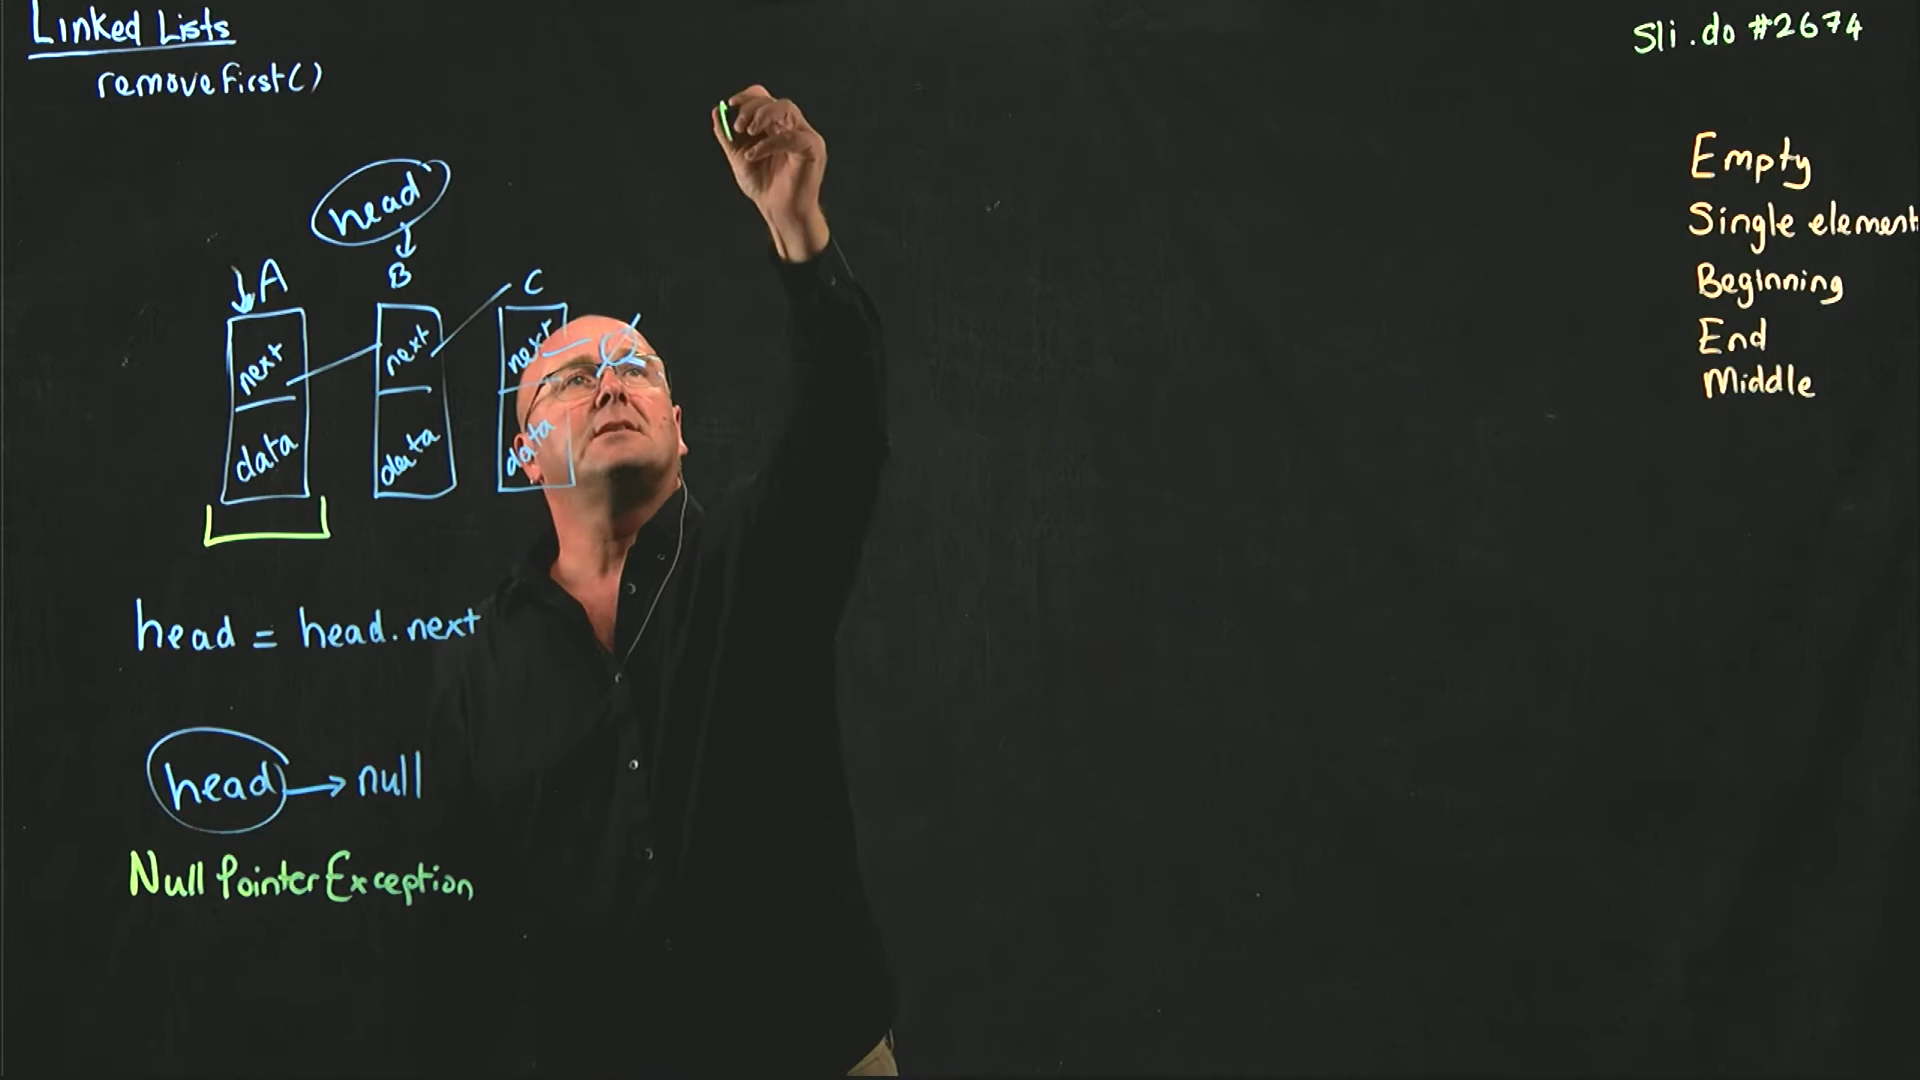 Linked Lists
removeFirst()
Sli.do #2674
Empty
Single element
Beginning
End
Middle
head
A
B
C
next
next
next
data
data
data
head = head.next
head → null
NullPointerException